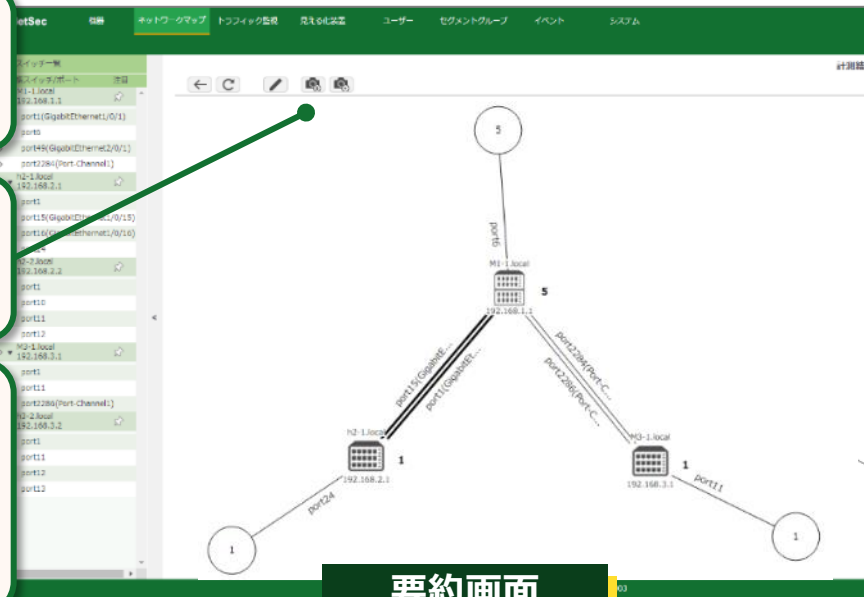 etSec
機器
ネットワークマップ
トラフィック監視
見える化装置
ユーザー
セグメントグループ
イベント
システム
スイッチ一覧
スイッチ/ポート
注目
M1-1.local
192.168.1.1
port1(GigabitEthernet1/0/1)
port6
port49(GigabitEthernet2/0/1)
port2284(Port-Channel1)
h2-1.local
192.168.2.1
port1
port15(GigabitEthernet1/0/15)
port16(GigabitEthernet1/0/16)
h2-2.local
192.168.2.2
port1
port10
port11
port12
M3-1.local
192.168.3.1
port1
port11
port2286(Port-Channel1)
192.168.3.2
port1
port11
port12
port13
5
port6
M1-1.local
5
192.168.1.1
port15(GigabitE...
port1(GigabitEt...
port2284(Port-C...
port2286(Port-C...
h2-1.local
1
192.168.2.1
port24
1
M3-1.local
1
192.168.3.1
port11
1
要約画面